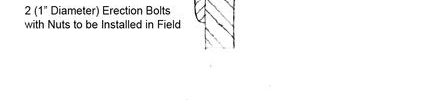 2 (1" Diameter) Erection Bolts
with Nuts to be Installed in Field